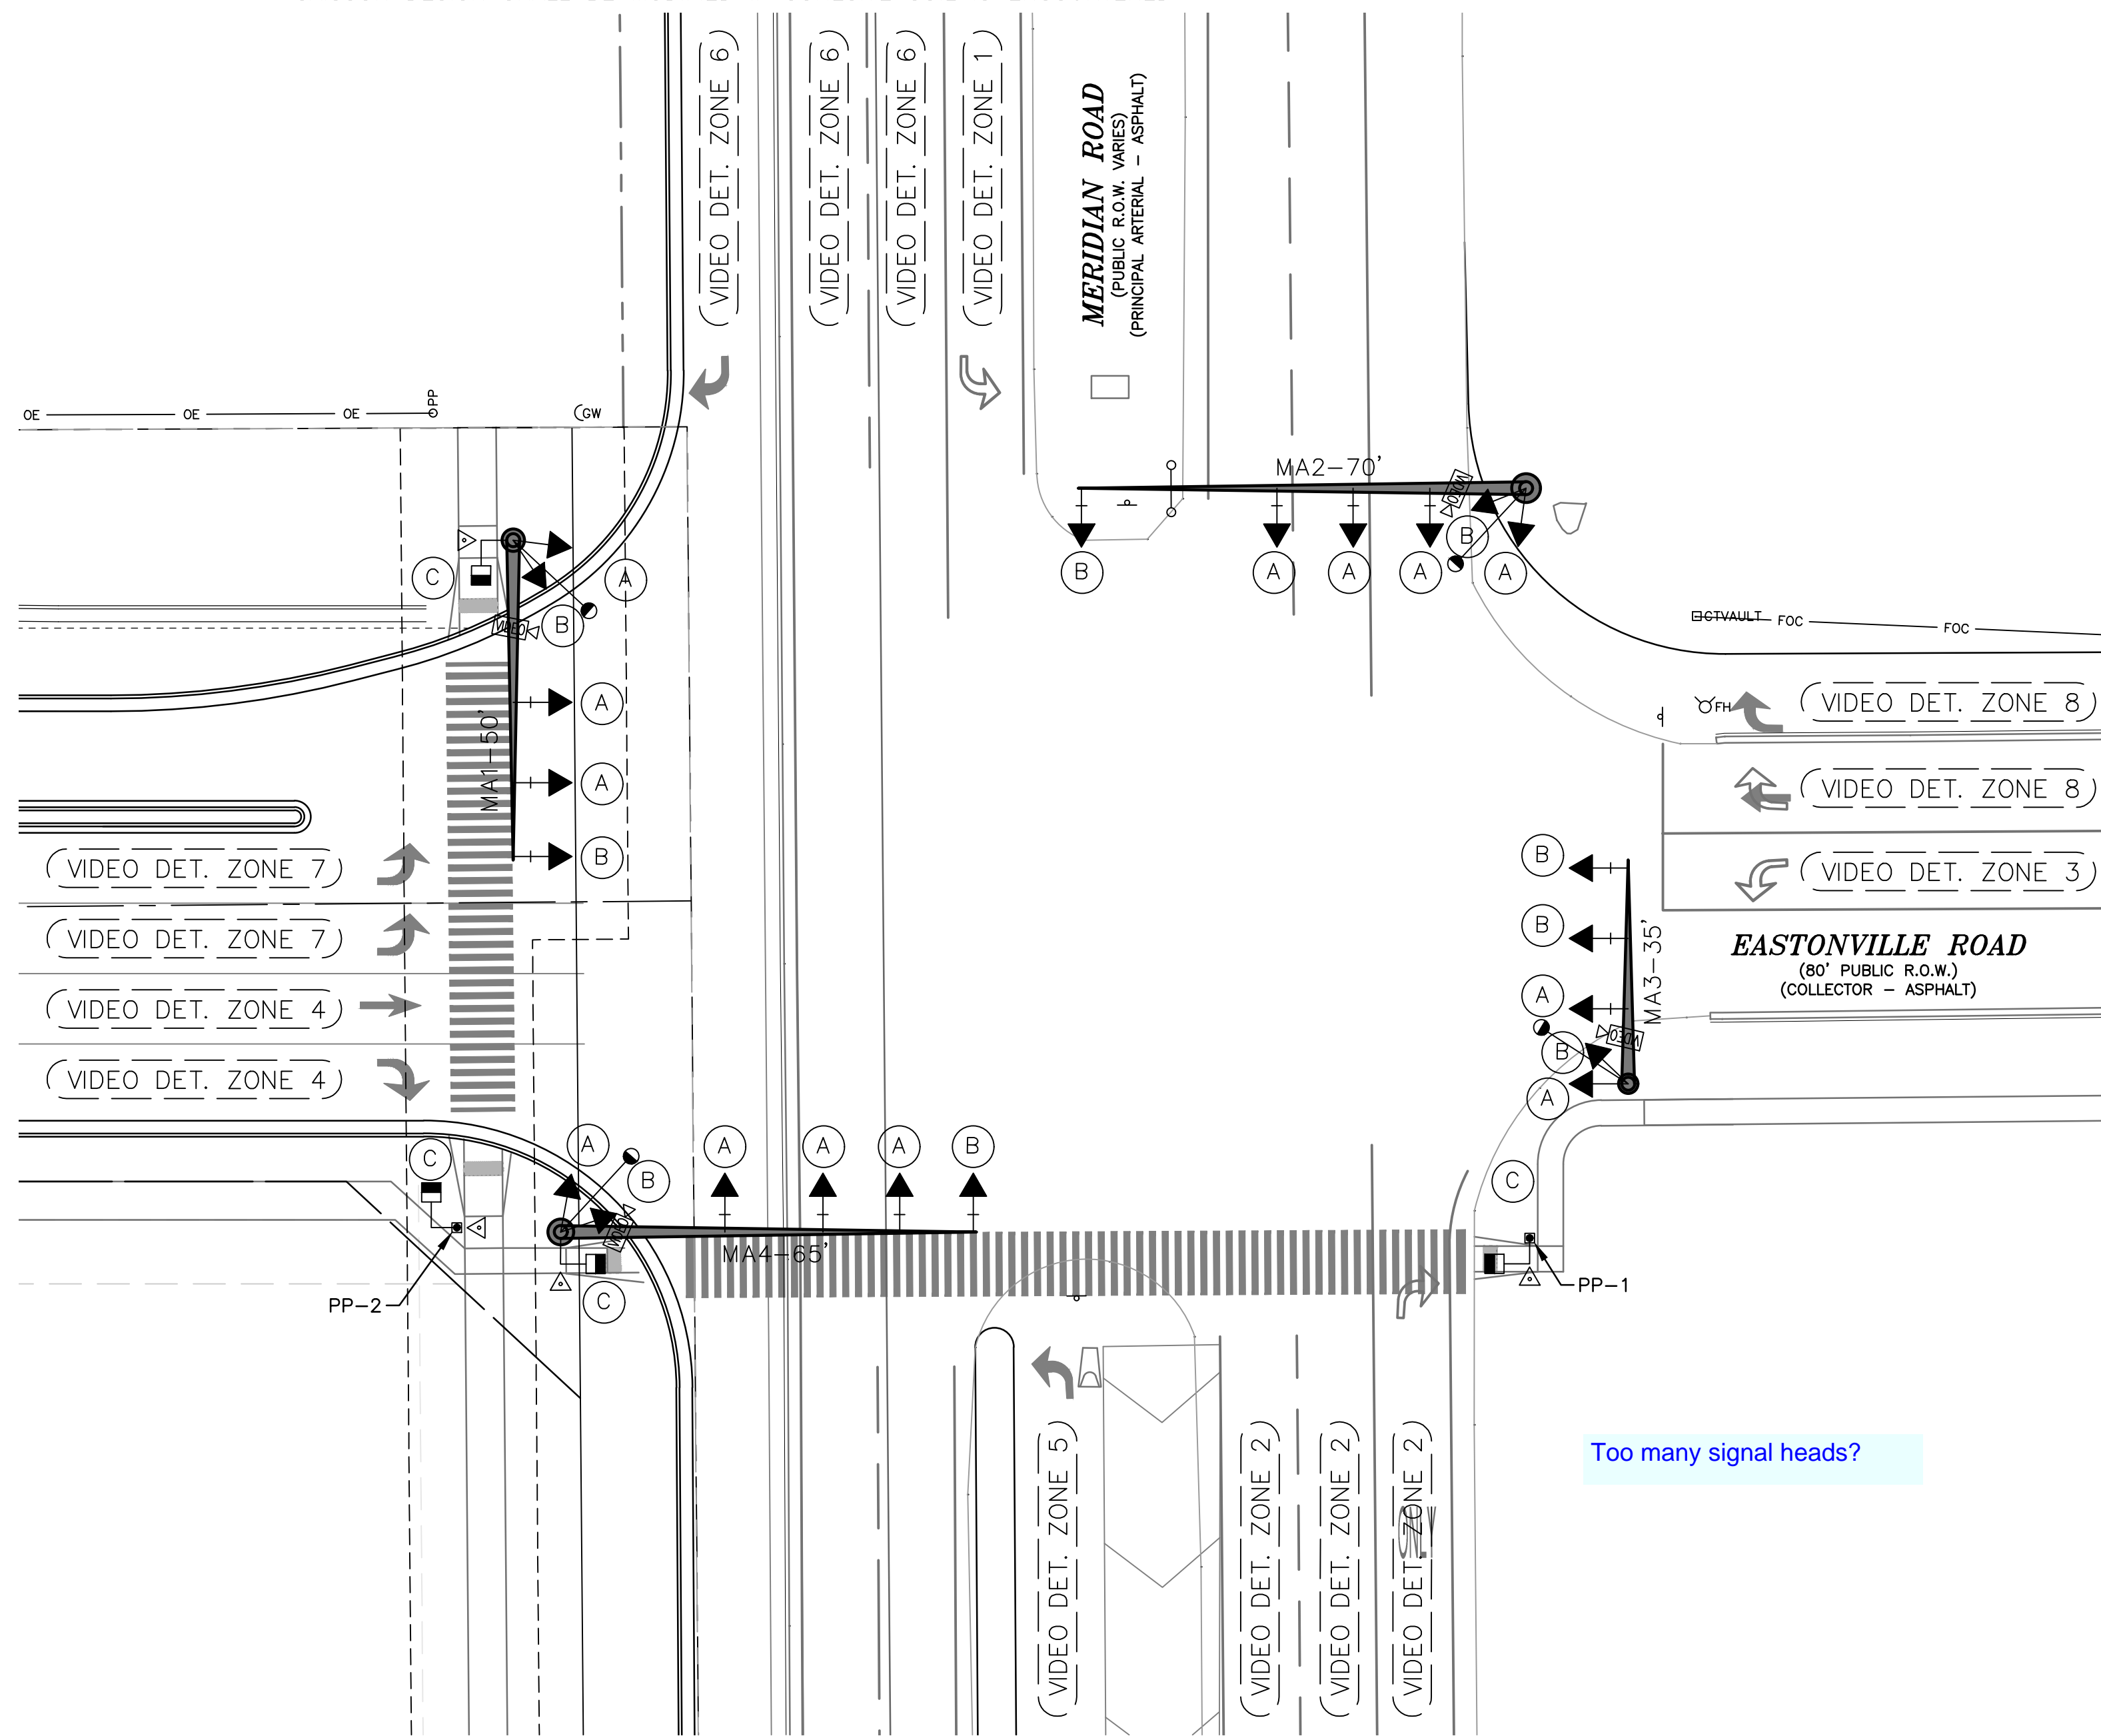 VIDEO DET. ZONE 6
VIDEO DET. ZONE 6
VIDEO DET. ZONE 6
VIDEO DET. ZONE 1
MERIDIAN ROAD
(PUBLIC R.O.W. VARIES)
(PRINCIPAL ARTERIAL – ASPHALT)
OE
OE
OE
PP
GW
MA2–70'
VIDEO
B
B
A
A
A
A
C
A
B
VIDEO
CTVAULT
FOC
FOC
A
MA1–50'
A
B
FH
VIDEO DET. ZONE 8
VIDEO DET. ZONE 8
VIDEO DET. ZONE 3
VIDEO DET. ZONE 7
VIDEO DET. ZONE 7
VIDEO DET. ZONE 4
VIDEO DET. ZONE 4
B
B
A
B
A
MA3–35'
VIDEO
EASTONVILLE ROAD
(80' PUBLIC R.O.W.)
(COLLECTOR – ASPHALT)
C
A
B
A
A
A
B
C
VIDEO
MA4–65'
C
PP–2
PP–1
VIDEO DET. ZONE 5
VIDEO DET. ZONE 2
VIDEO DET. ZONE 2
VIDEO DET. ZONE 2
ONLY
Too many signal heads?